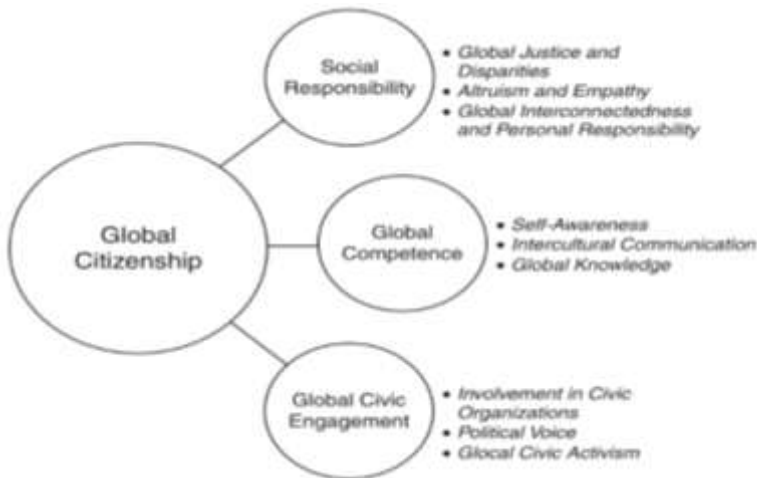 Social
Responsibility
• Global Justice and
Disparities
• Altruism and Empathy
• Global Interconnectedness
and Personal Responsibility
Global
Citizenship
Global
Competence
• Self-Awareness
• Intercultural Communication
• Global Knowledge
Global Civic
Engagement
• Involvement in Civic
Organizations
• Political Voice
• Glocal Civic Activism